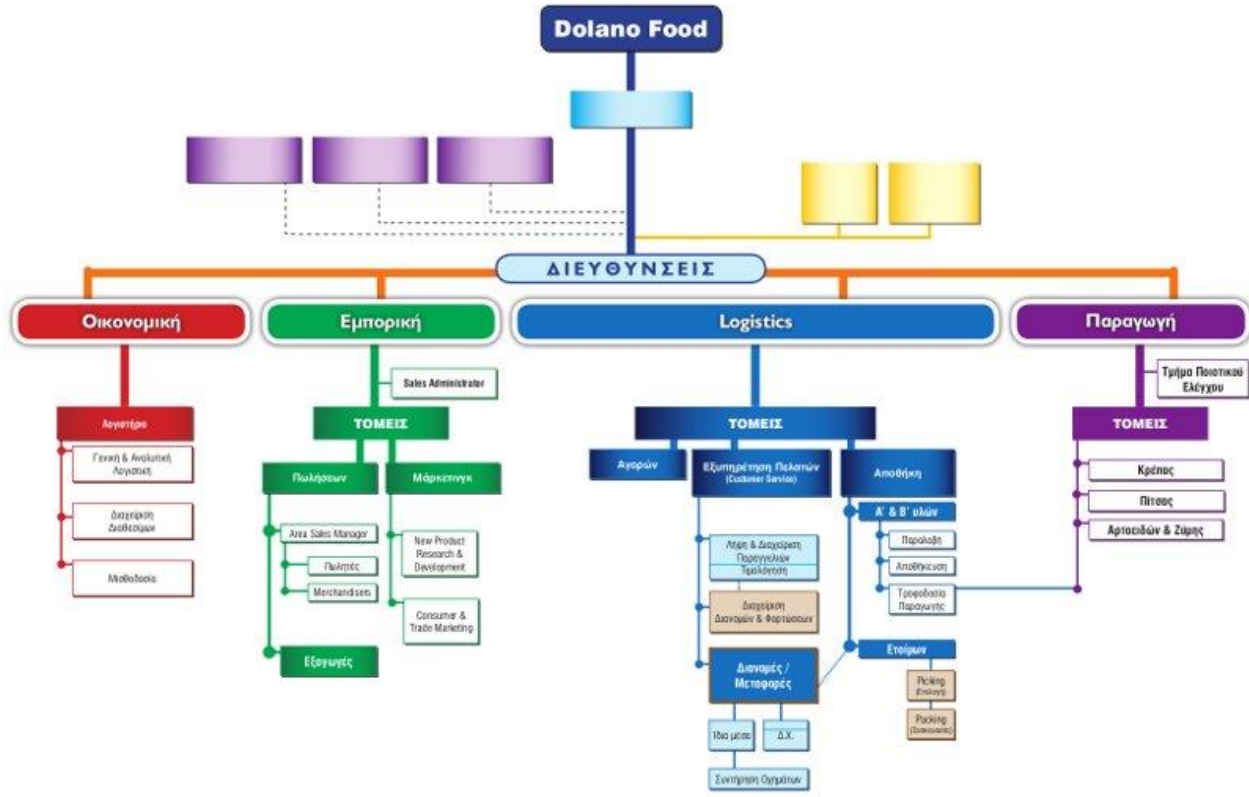 Dolano Food
ΔΙΕΥΘΥΝΣΕΙΣ
Οικονομική
Εμπορική
Logistics
Παραγωγή
Λογιστήριο
Γενική & Αναλυτική
Λογιστική
Διαχείριση
Διαθεσίμων
Μισθοδοσία
Sales Administrator
ΤΟΜΕΙΣ
Πωλήσεων
Μάρκετινγκ
Area Sales Manager
Πωλητές
Merchandisers
Εξαγωγές
New Product
Research &
Development
Consumer &
Trade Marketing
ΤΟΜΕΙΣ
Αγορών
Εξυπηρέτηση Πελατών
(Customer Service)
Αποθήκη
Λήψη & Διαχείριση
Παραγγελιών
Τιμολόγηση
Διαχείριση
Διανομών & Φορτώσεων
Διανομές /
Μεταφορές
Ίδια μέσα
Δ.Χ.
Συντήρηση Οχημάτων
Α' & Β' υλών
Παραλαβή
Αποθήκευση
Τροφοδοσία
Παραγωγής
Ετοίμων
Picking
(Επιλογή)
Packing
(Συσκευασία)
Τμήμα Ποιοτικού
Ελέγχου
ΤΟΜΕΙΣ
Κρέπας
Πίτσας
Αρτοειδών & Ζύμης